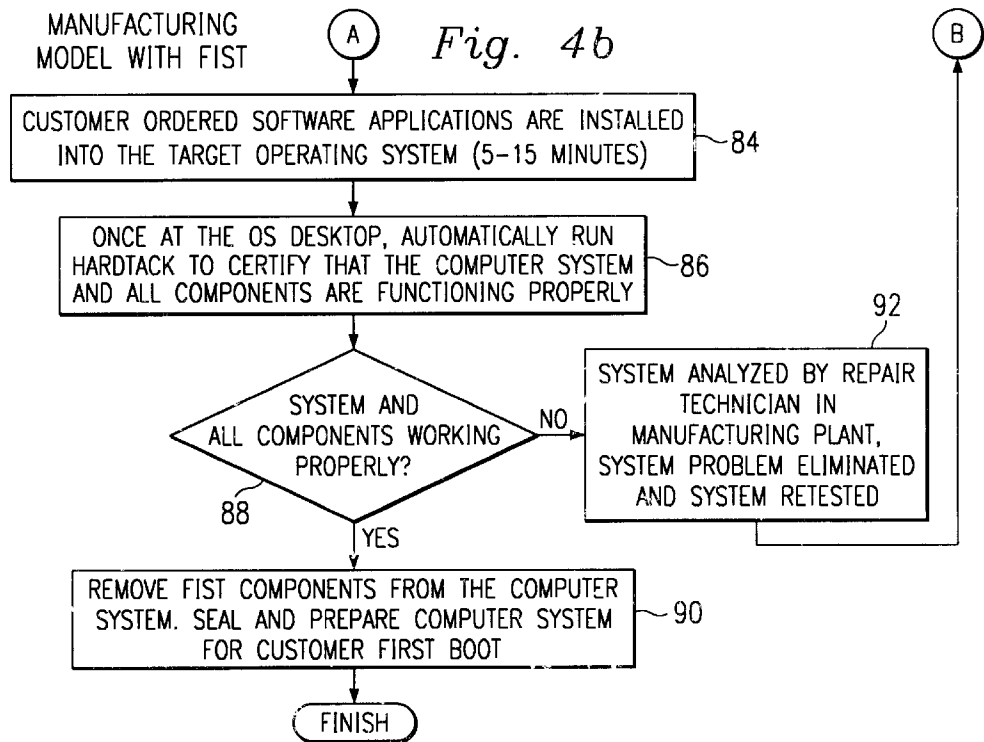 MANUFACTURING
MODEL WITH FIST
A
Fig. 4b
B
CUSTOMER ORDERED SOFTWARE APPLICATIONS ARE INSTALLED
INTO THE TARGET OPERATING SYSTEM (5-15 MINUTES)
84
ONCE AT THE OS DESKTOP, AUTOMATICALLY RUN
HARDTACK TO CERTIFY THAT THE COMPUTER SYSTEM
AND ALL COMPONENTS ARE FUNCTIONING PROPERLY
86
SYSTEM AND
ALL COMPONENTS WORKING
PROPERLY?
88
NO
92
SYSTEM ANALYZED BY REPAIR
TECHNICIAN IN
MANUFACTURING PLANT,
SYSTEM PROBLEM ELIMINATED
AND SYSTEM RETESTED
YES
REMOVE FIST COMPONENTS FROM THE COMPUTER
SYSTEM. SEAL AND PREPARE COMPUTER SYSTEM
FOR CUSTOMER FIRST BOOT
90
FINISH